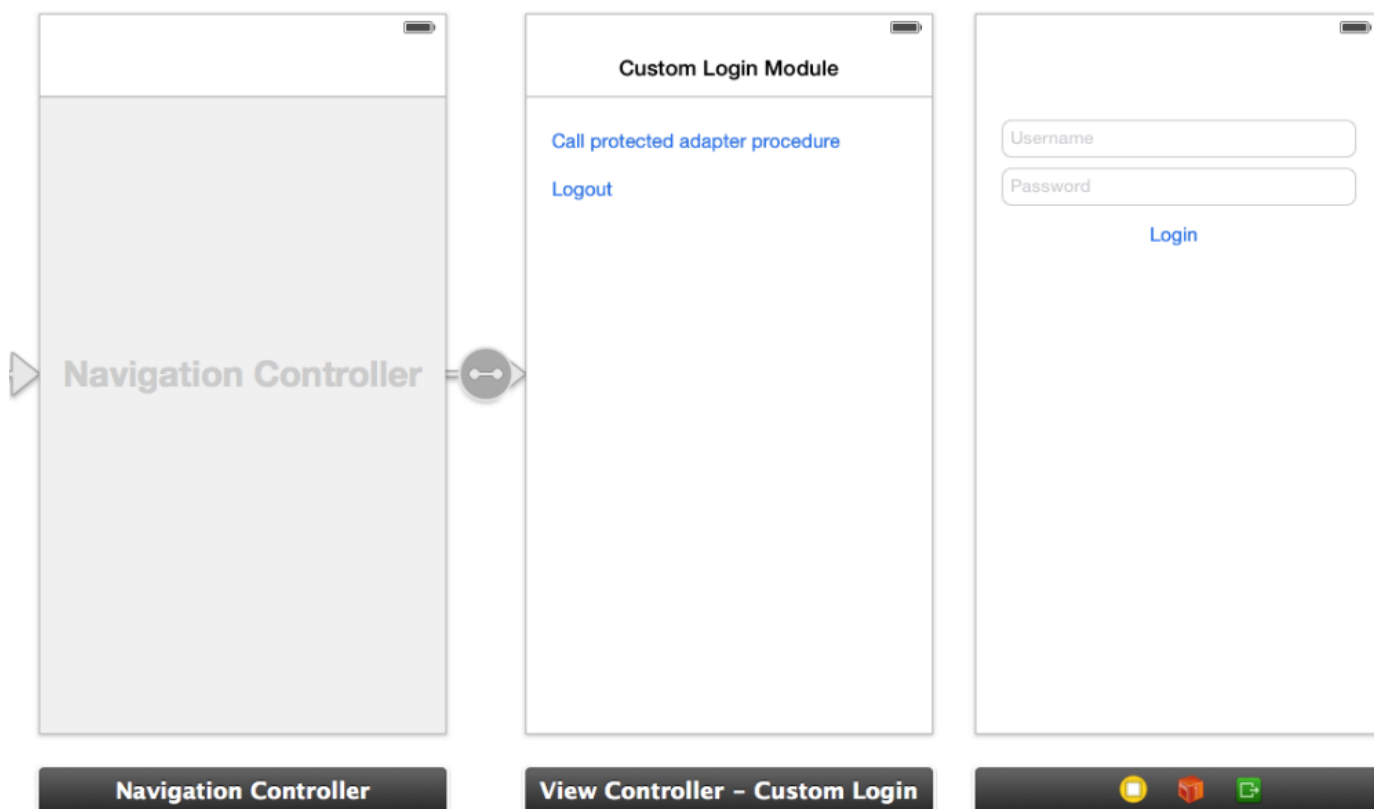 Custom Login Module
Call protected adapter procedure
Logout
Username
Password
Login
Navigation Controller
Navigation Controller
View Controller – Custom Login